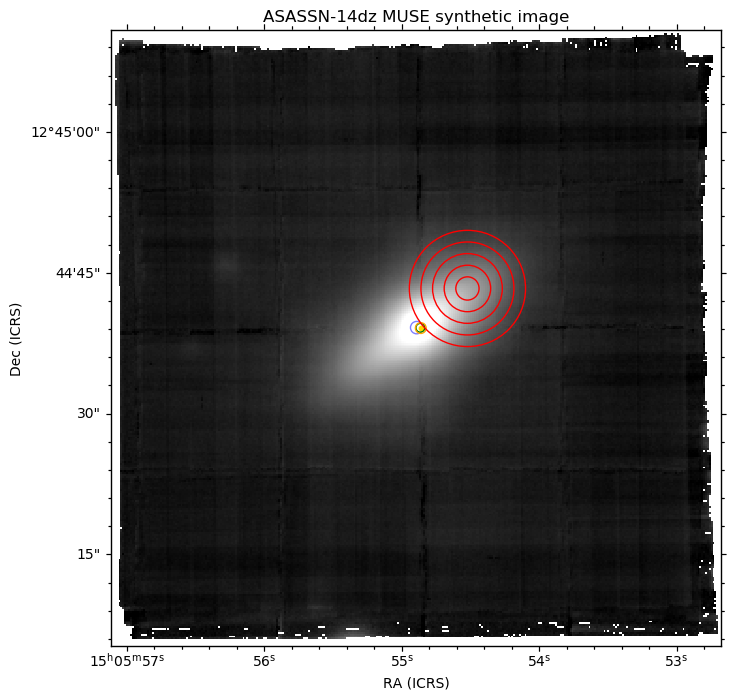 ASASSN-14dz MUSE synthetic image
12°45'00"
44'45"
30"
15"
Dec (ICRS)
15ʰ05ᵐ57ˢ
56ˢ
55ˢ
54ˢ
53ˢ
RA (ICRS)